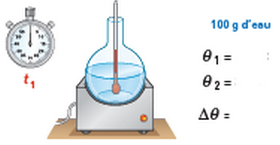 100 g d'eau
θ1 =
θ2 =
t1
Δθ =